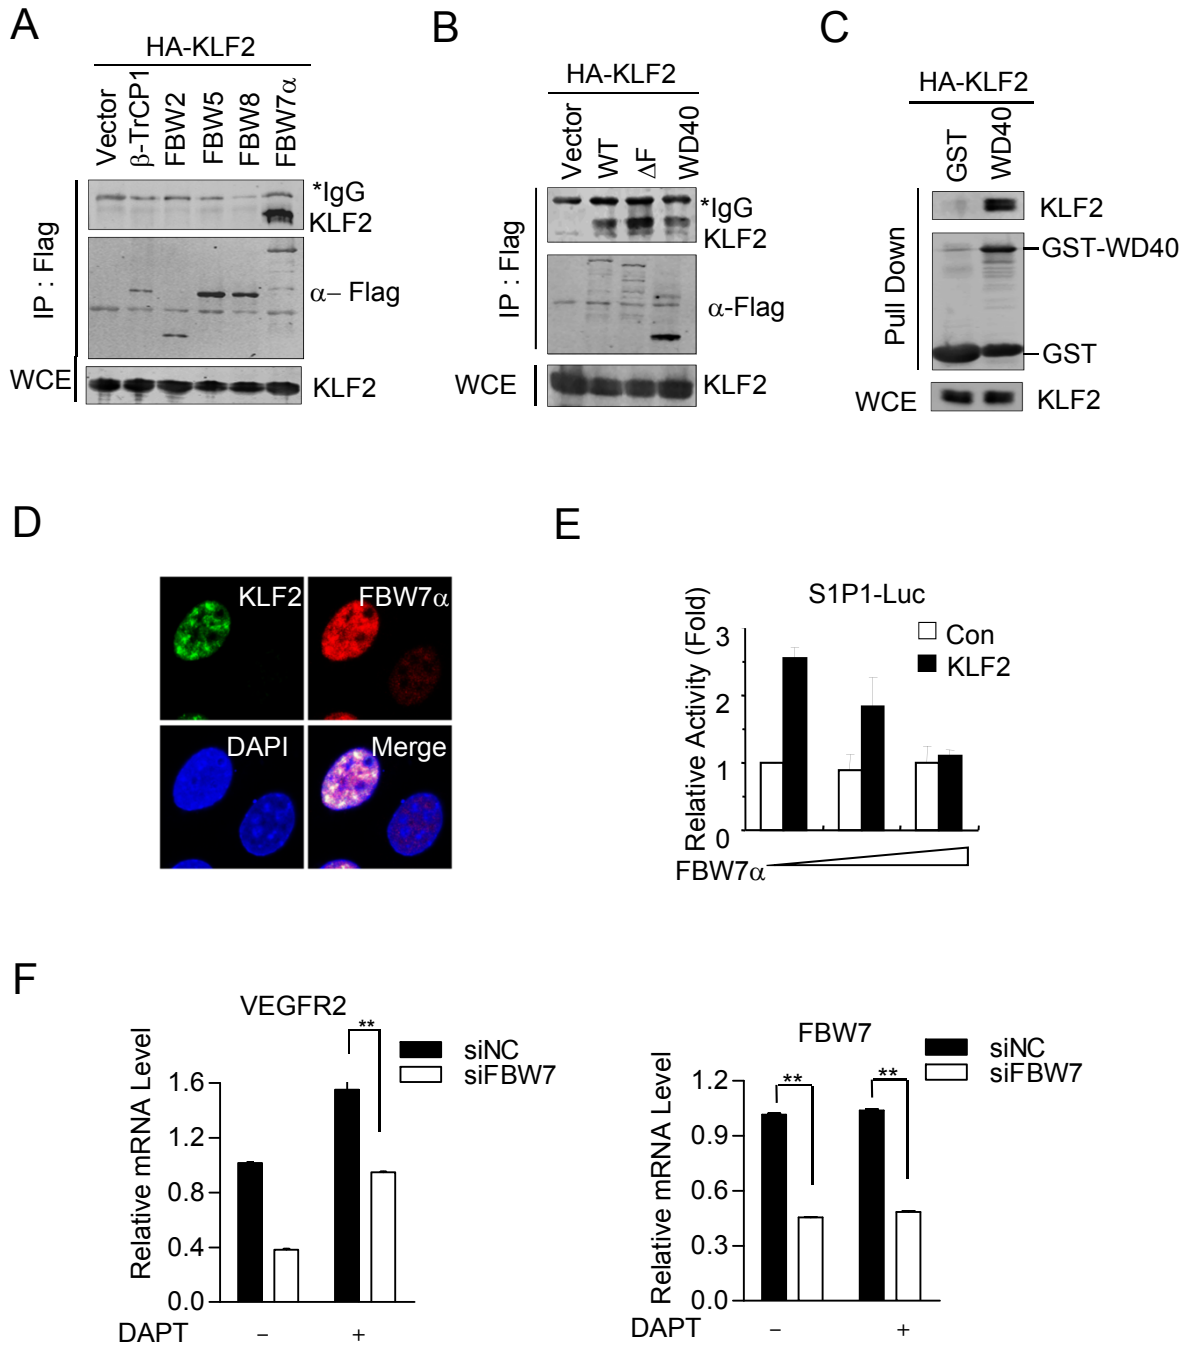 A
HA-KLF2
Vector
β-TrCP1
FBW2
FBW5
FBW8
FBW7α
IP : Flag
*IgG
KLF2
α– Flag
WCE
KLF2
B
HA-KLF2
Vector
WT
ΔF
WD40
IP : Flag
*IgG
KLF2
α-Flag
WCE
KLF2
C
HA-KLF2
GST
WD40
Pull Down
KLF2
GST-WD40
GST
WCE
KLF2
D
KLF2
FBW7α
DAPI
Merge
E
S1P1-Luc
Relative Activity (Fold)
3
2
1
0
Con
KLF2
FBW7α
F
VEGFR2
**
siNC
siFBW7
Relative mRNA Level
1.6
1.2
0.8
0.4
0.0
DAPT – +
FBW7
** **
siNC
siFBW7
Relative mRNA Level
1.2
0.9
0.6
0.3
0.0
DAPT – +